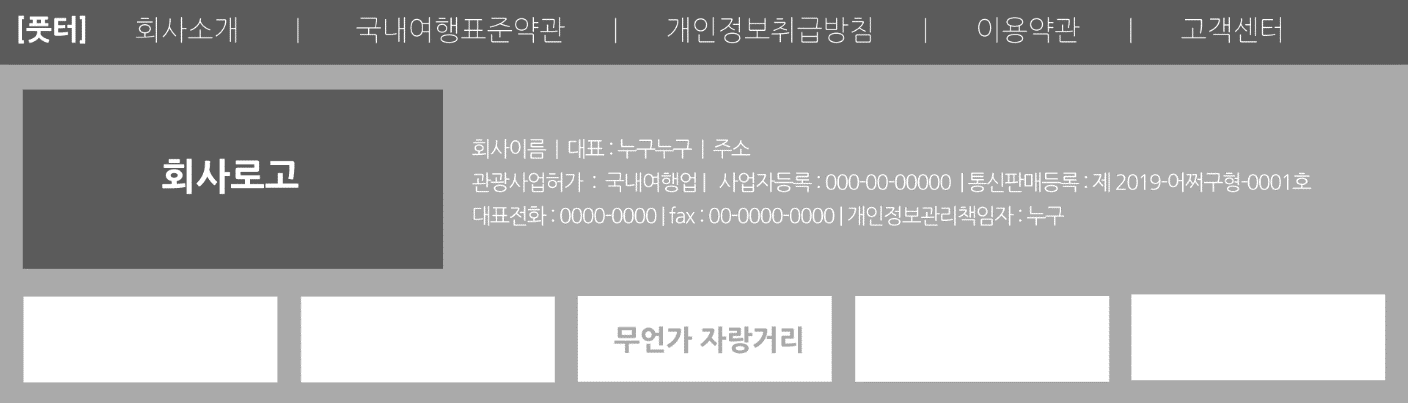 [풋터] 회사소개 | 국내여행표준약관 | 개인정보취급방침 | 이용약관 | 고객센터
회사로고
회사이름 | 대표 : 누구누구 | 주소
관광사업허가 : 국내여행업 | 사업자등록 : 000-00-00000 | 통신판매등록 : 제 2019-어쩌구형-0001호
대표전화 : 0000-0000 | fax : 00-0000-0000 | 개인정보관리책임자 : 누구
무언가 자랑거리